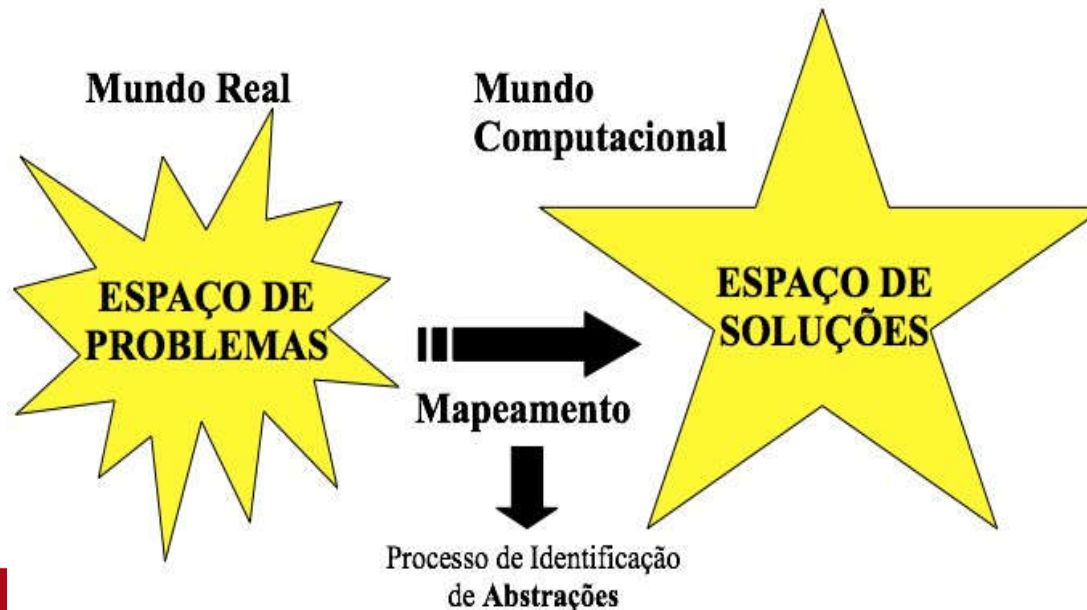 Mundo Real
Mundo
Computacional
ESPAÇO DE
PROBLEMAS
ESPAÇO DE
SOLUÇÕES
Mapeamento
Processo de Identificação
de Abstrações